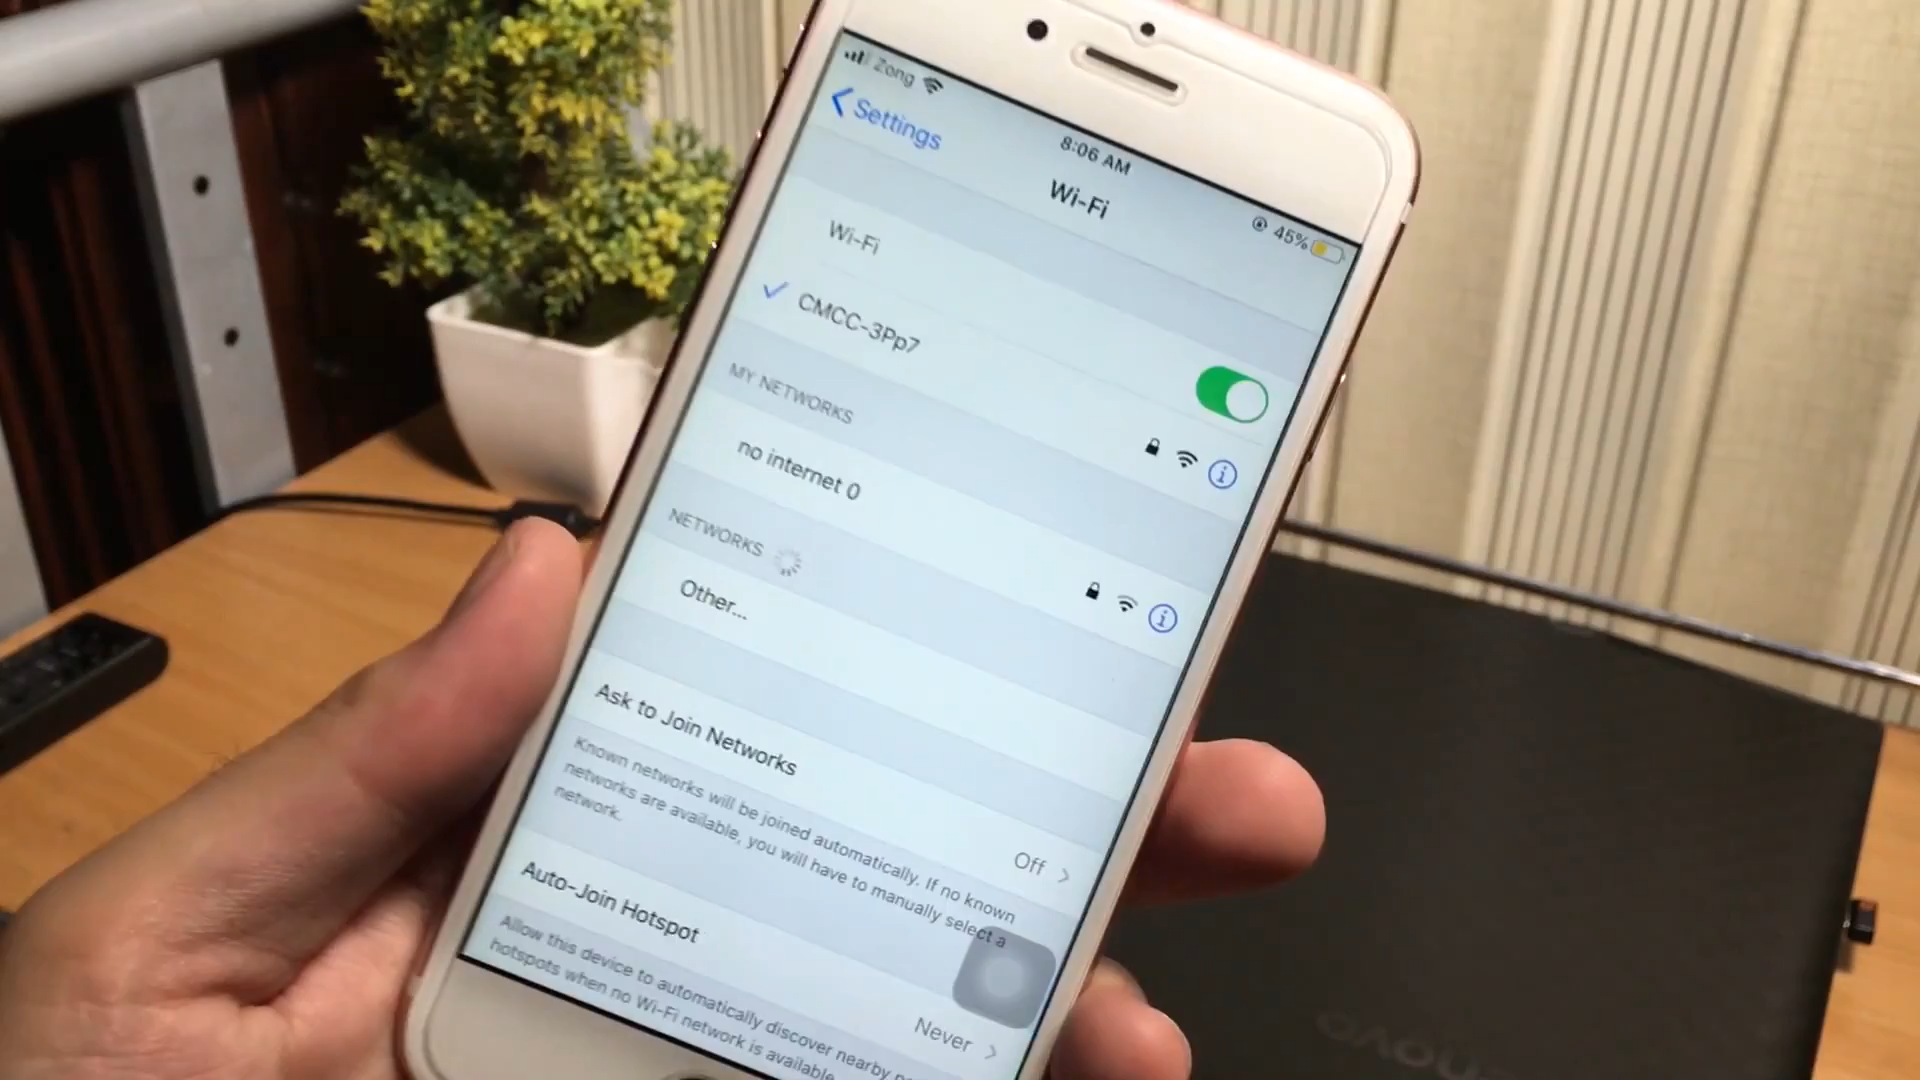 Zong
8:06 AM
45%
Settings
Wi-Fi
Wi-Fi
CMCC-3Pp7
MY NETWORKS
no internet 0
NETWORKS
Other...
Ask to Join Networks
Off
Known networks will be joined automatically. If no known
networks are available, you will have to manually select a
network.
Auto-Join Hotspot
Never
Allow this device to automatically discover nearby
hotspots when no Wi-Fi network is available